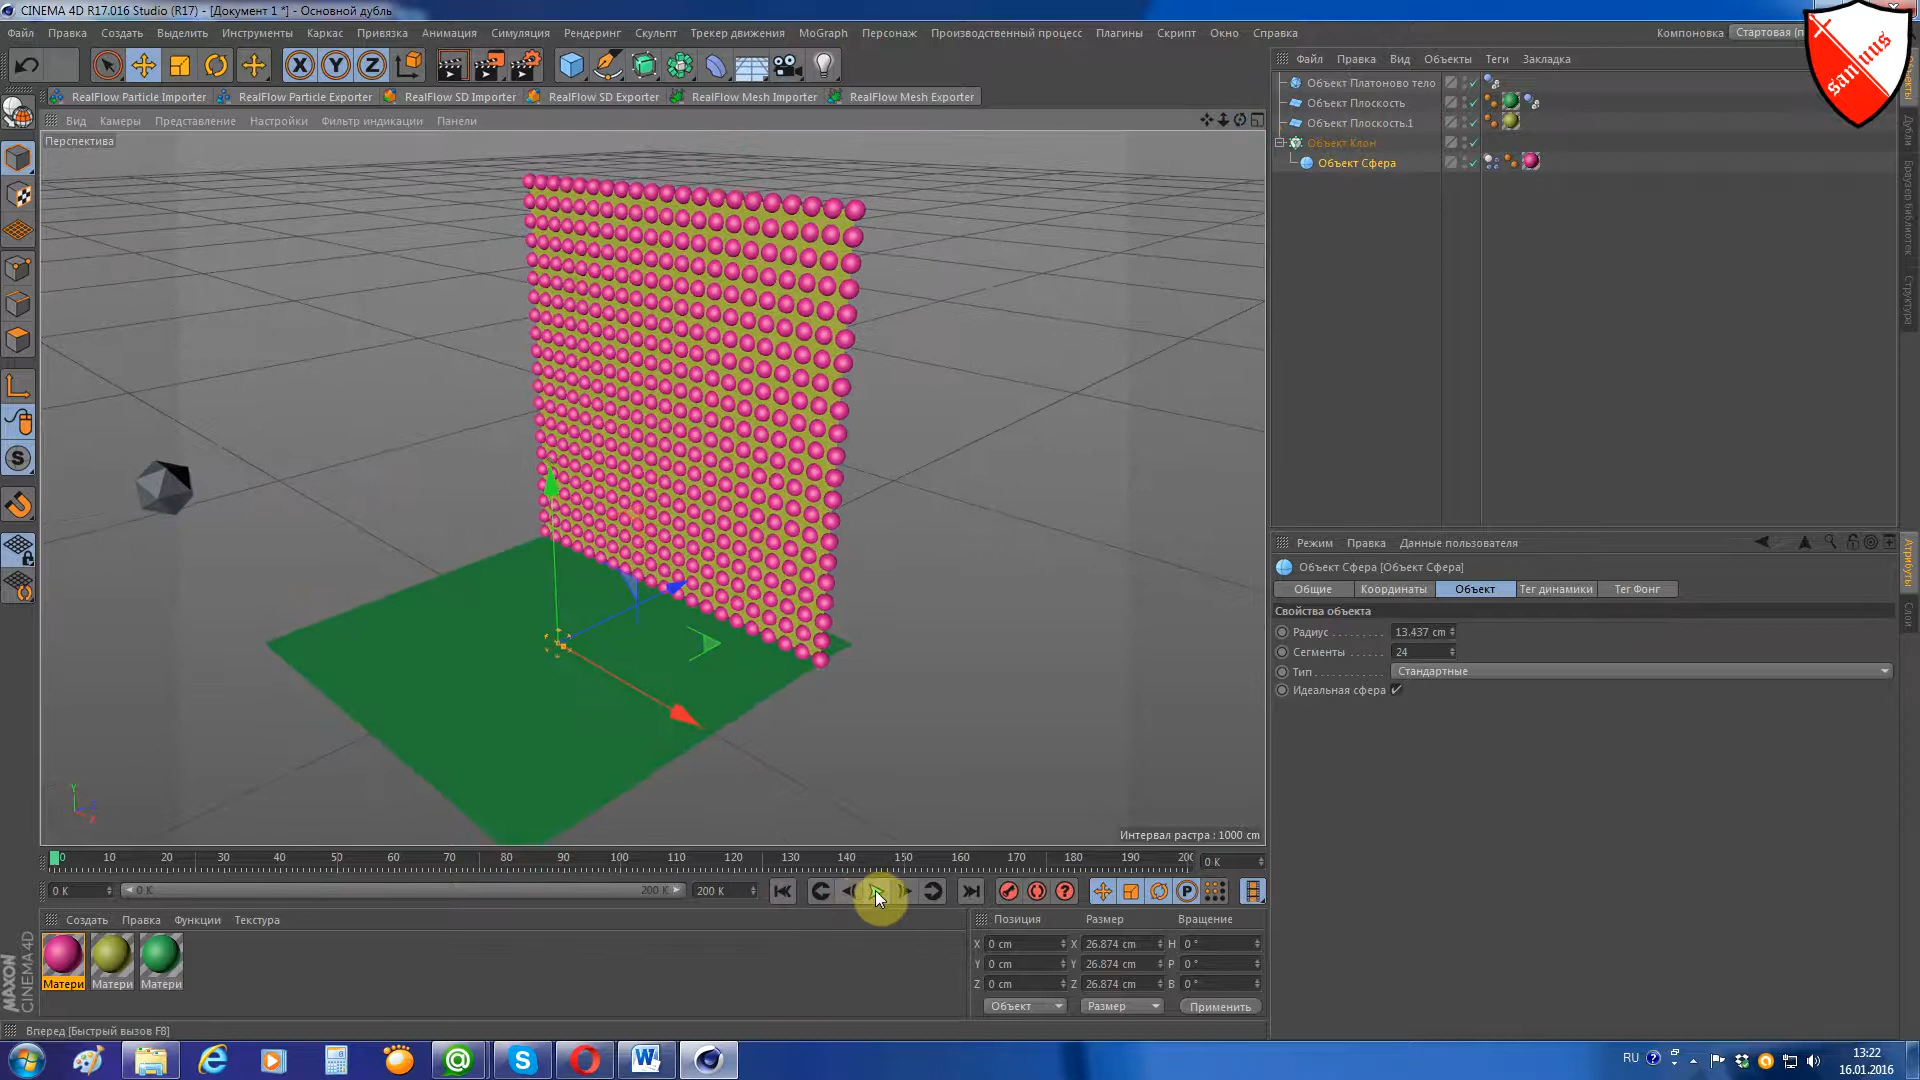 CINEMA 4D R17.016 Studio (R17) - [Документ 1 *] - Основной дубль
Файл Правка Создать Выделить Инструменты Каркас Привязка Анимация Симуляция Рендеринг Скульпт Трекер движения MoGraph Персонаж Производственный процесс Плагины Скрипт Окно Справка
Компоновка Стартовая
sanuus
Файл Правка Вид Объекты Теги Закладка
RealFlow Particle Importer RealFlow Particle Exporter RealFlow SD Importer RealFlow SD Exporter RealFlow Mesh Importer RealFlow Mesh Exporter
Вид Камеры Представление Настройки Фильтр индикации Панели
Перспектива
Объект Платоново тело
Объект Плоскость
Объект Плоскость.1
Объект Клон
Объект Сфера
Дубли
Браузер библиотек
Структура
Режим Правка Данные пользователя
Атрибуты
Слои
Объект Сфера [Объект Сфера]
Общие Координаты Объект Тег динамики Тег Фонг
Свойства объекта
Радиус 13.437 cm
Сегменты 24
Тип Стандартные
Идеальная сфера
Y
X
Интервал растра : 1000 cm
0 10 20 30 40 50 60 70 80 90 100 110 120 130 140 150 160 170 180 190 200 0 K
0 K 0 K 200 K 200 K
Создать Правка Функции Текстура
Матери Матери Матери
Позиция Размер Вращение
X 0 cm X 26.874 cm H 0 °
Y 0 cm Y 26.874 cm P 0 °
Z 0 cm Z 26.874 cm B 0 °
Объект Размер Применить
MAXON
CINEMA 4D
Вперед [Быстрый вызов F8]
RU
13:22
16.01.2016